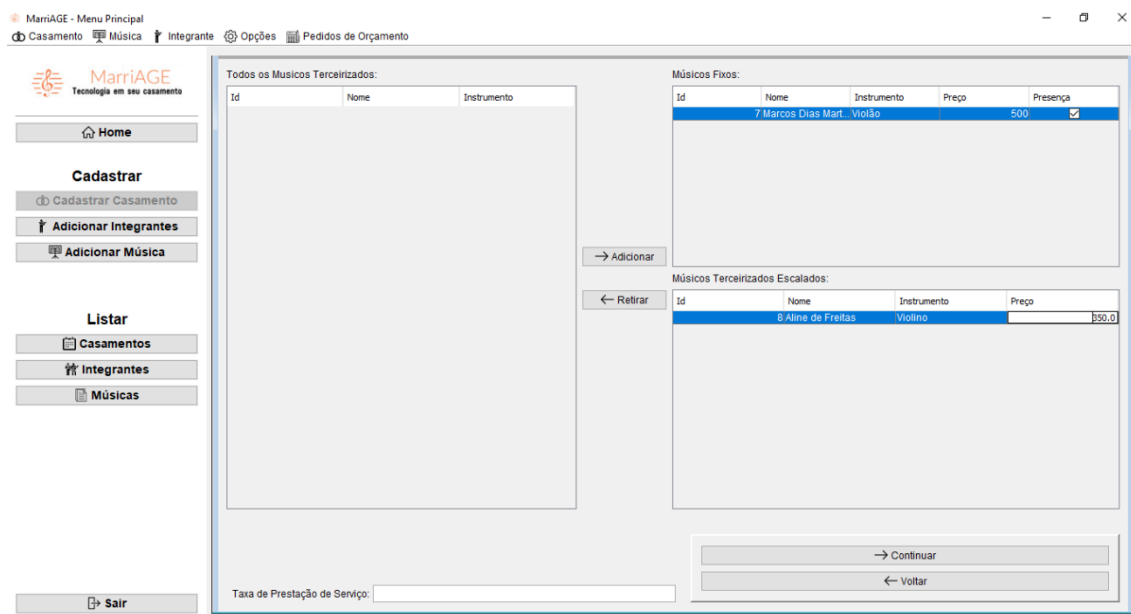 MarriAGE - Menu Principal
Casamento Música Integrante Opções Pedidos de Orçamento
MarriAGE
Tecnologia em seu casamento
Home
Cadastrar
Cadastrar Casamento
Adicionar Integrantes
Adicionar Música
Listar
Casamentos
Integrantes
Músicas
Sair
Todos os Musicos Terceirizados:
Id Nome Instrumento
Adicionar
Retirar
Músicos Fixos:
Id Nome Instrumento Preço Presença
7 Marcos Dias Mart... Violão 500
Músicos Terceirizados Escalados:
Id Nome Instrumento Preço
8 Aline de Freitas Violino 350.0
Taxa de Prestação de Serviço:
Continuar
Voltar